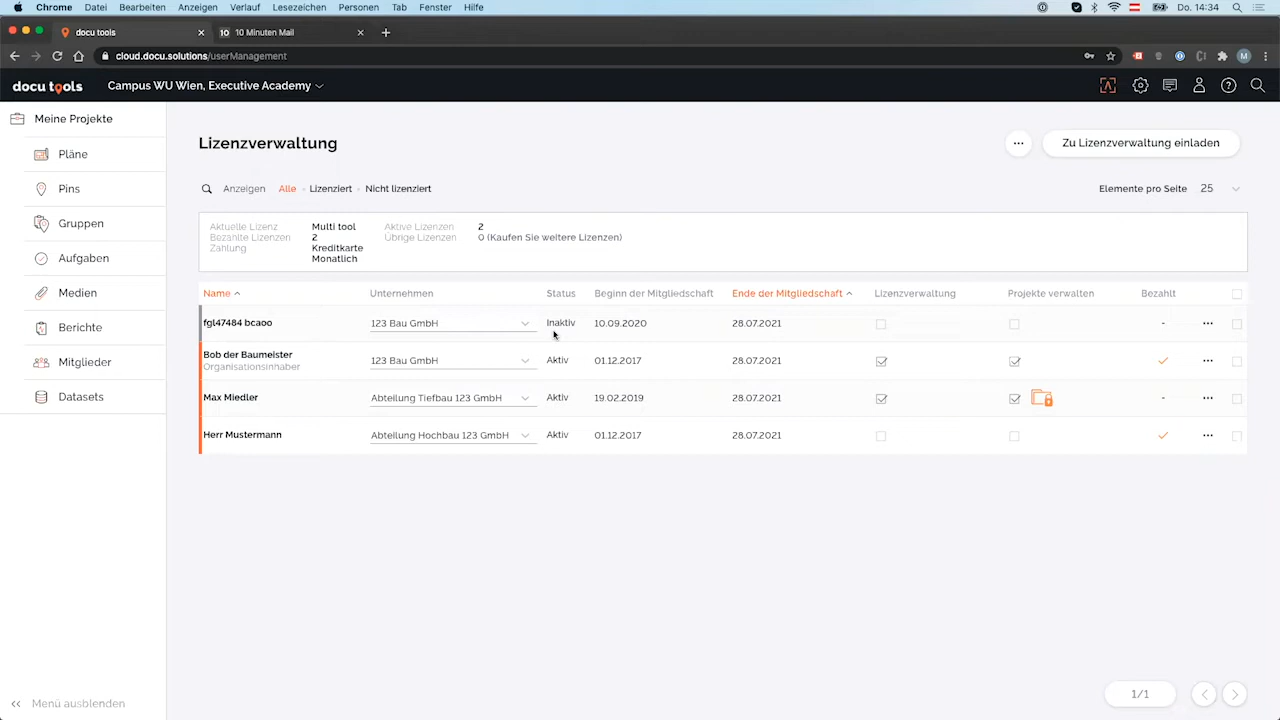 Chrome Datei Bearbeiten Anzeigen Verlauf Lesezeichen Personen Tab Fenster Hilfe Do. 14:34
docu tools
10 10 Minuten Mail
cloud.docu.solutions/userManagement
M
docu tools Campus WU Wien, Executive Academy
Meine Projekte
Pläne
Pins
Gruppen
Aufgaben
Medien
Berichte
Mitglieder
Datasets
Menü ausblenden
Lizenzverwaltung
Zu Lizenzverwaltung einladen
Anzeigen Alle Lizenziert Nicht lizenziert
Elemente pro Seite 25
Aktuelle Lizenz Multi tool Aktive Lizenzen 2
Bezahlte Lizenzen 2 Übrige Lizenzen 0 (Kaufen Sie weitere Lizenzen)
Zahlung Kreditkarte
Monatlich
Name Unternehmen Status Beginn der Mitgliedschaft Ende der Mitgliedschaft Lizenzverwaltung Projekte verwalten Bezahlt
fgl47484 bcaoo 123 Bau GmbH Inaktiv 10.09.2020 28.07.2021 -
Bob der Baumeister 123 Bau GmbH Aktiv 01.12.2017 28.07.2021
Organisationsinhaber
Max Miedler Abteilung Tiefbau 123 GmbH Aktiv 19.02.2019 28.07.2021 -
Herr Mustermann Abteilung Hochbau 123 GmbH Aktiv 01.12.2017 28.07.2021
1/1